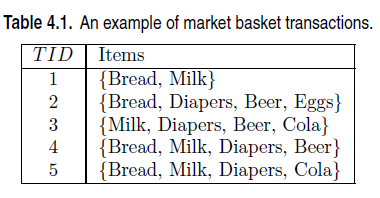 Table 4.1. An example of market basket transactions.
TID Items
1 {Bread, Milk}
2 {Bread, Diapers, Beer, Eggs}
3 {Milk, Diapers, Beer, Cola}
4 {Bread, Milk, Diapers, Beer}
5 {Bread, Milk, Diapers, Cola}